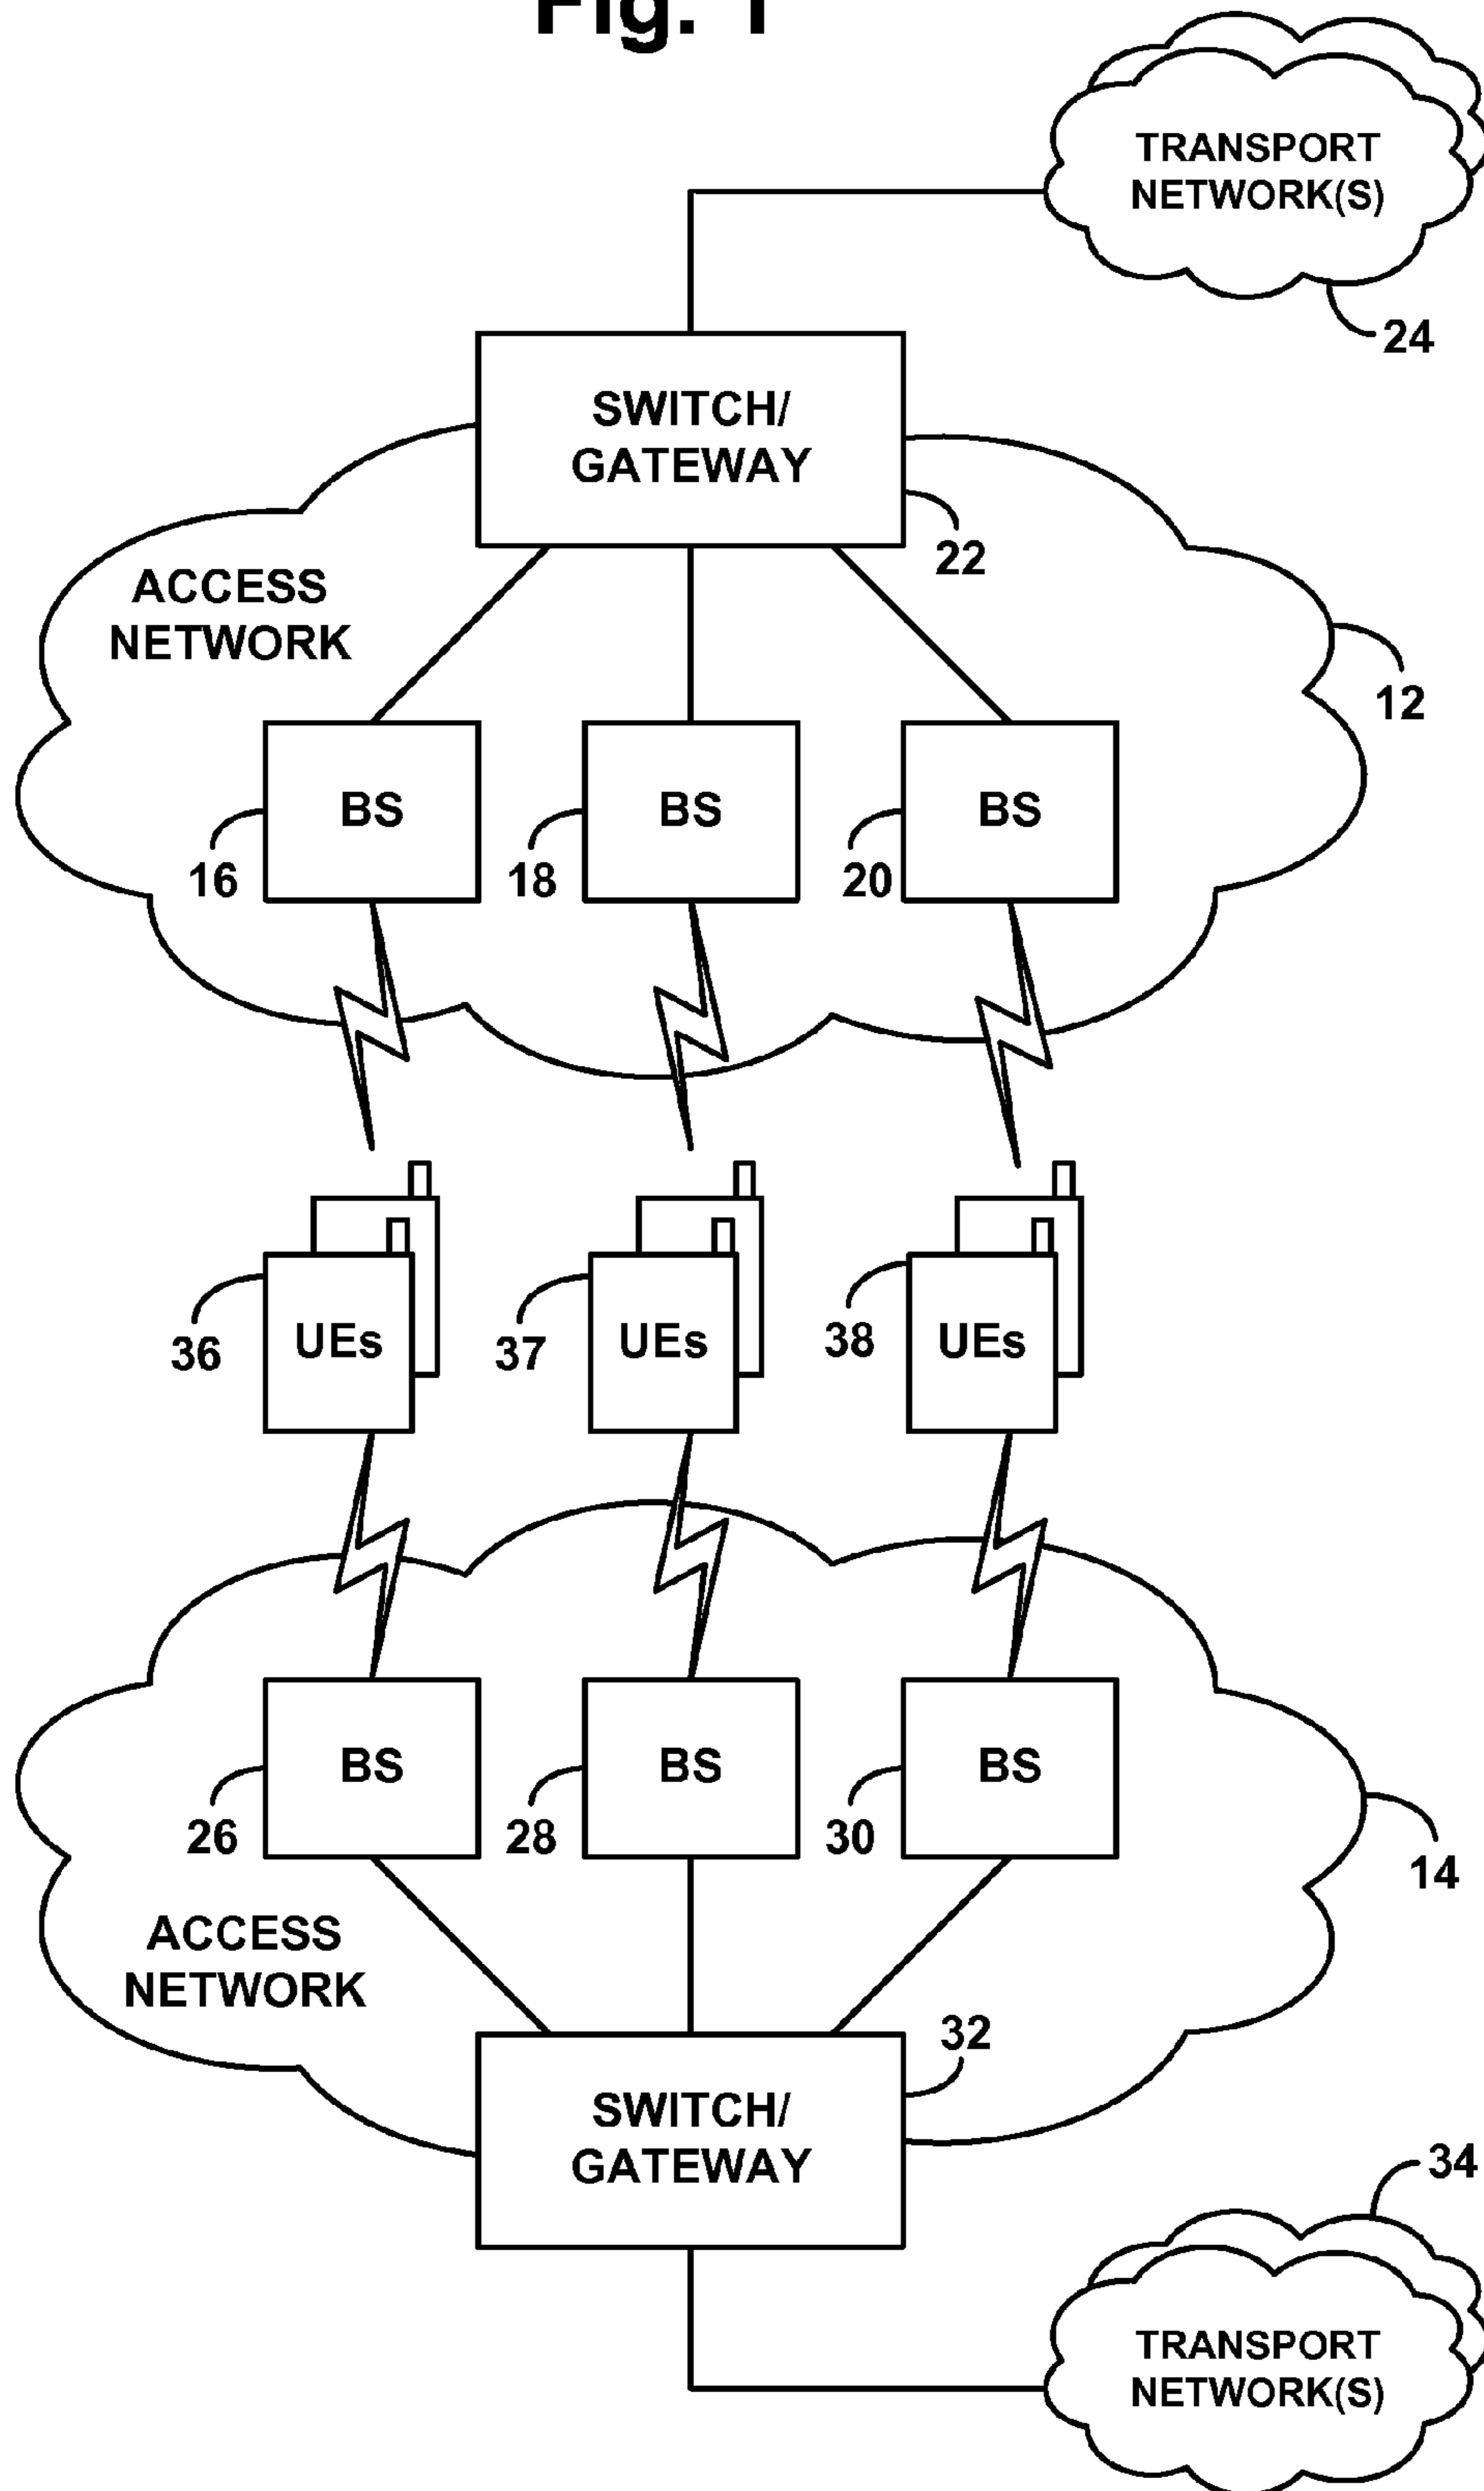 Fig. 1
TRANSPORT
NETWORK(S)
24
SWITCH/
GATEWAY
22
ACCESS
NETWORK
12
BS
BS
BS
16
18
20
UEs
UEs
UEs
36
37
38
BS
BS
BS
26
28
30
14
ACCESS
NETWORK
32
SWITCH/
GATEWAY
34
TRANSPORT
NETWORK(S)